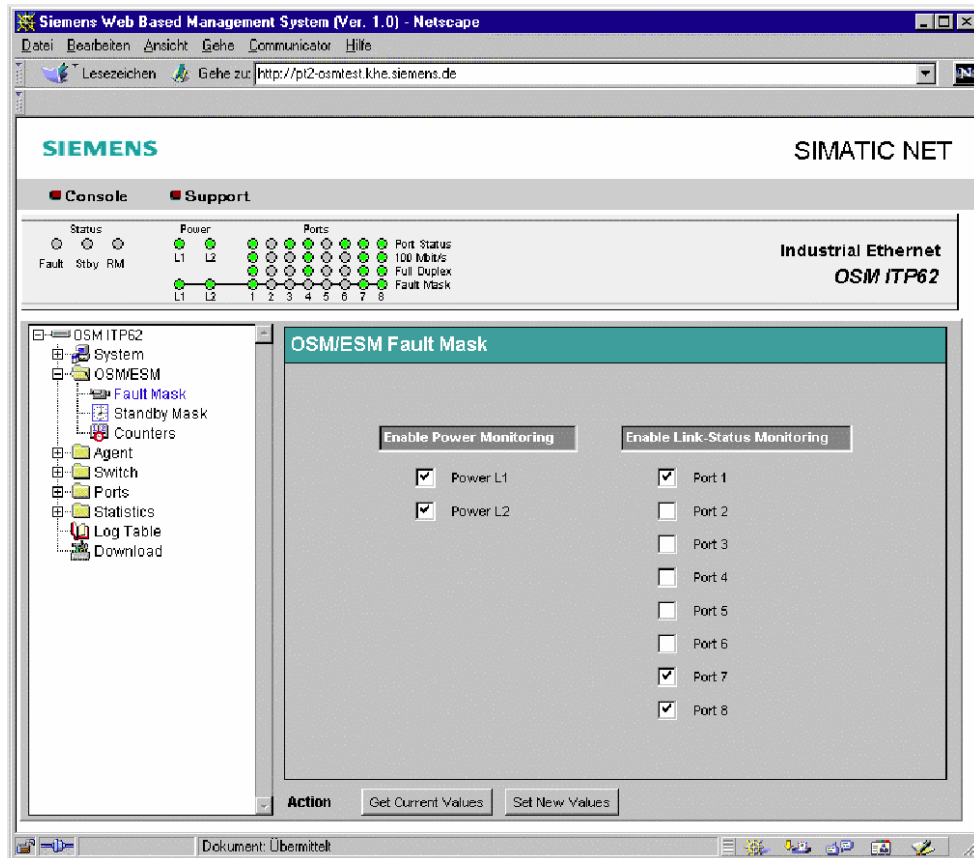 Siemens Web Based Management System (Ver. 1.0) - Netscape
Datei Bearbeiten Ansicht Gehe Communicator Hilfe
Lesezeichen Gehe zu: http://pt2-osmtest.khe.siemens.de
N
SIEMENS
SIMATIC NET
Console Support
Status Power Ports
Port Status
L1 L2 100 Mbit/s
Fault Stby RM Full Duplex
Fault Mask
L1 L2 1 2 3 4 5 6 7 8
Industrial Ethernet
OSM ITP62
OSM ITP62
System
OSM/ESM
Fault Mask
Standby Mask
Counters
Agent
Switch
Ports
Statistics
Log Table
Download
OSM/ESM Fault Mask
Enable Power Monitoring
Power L1
Power L2
Enable Link-Status Monitoring
Port 1
Port 2
Port 3
Port 4
Port 5
Port 6
Port 7
Port 8
Action Get Current Values Set New Values
Dokument: Übermittelt